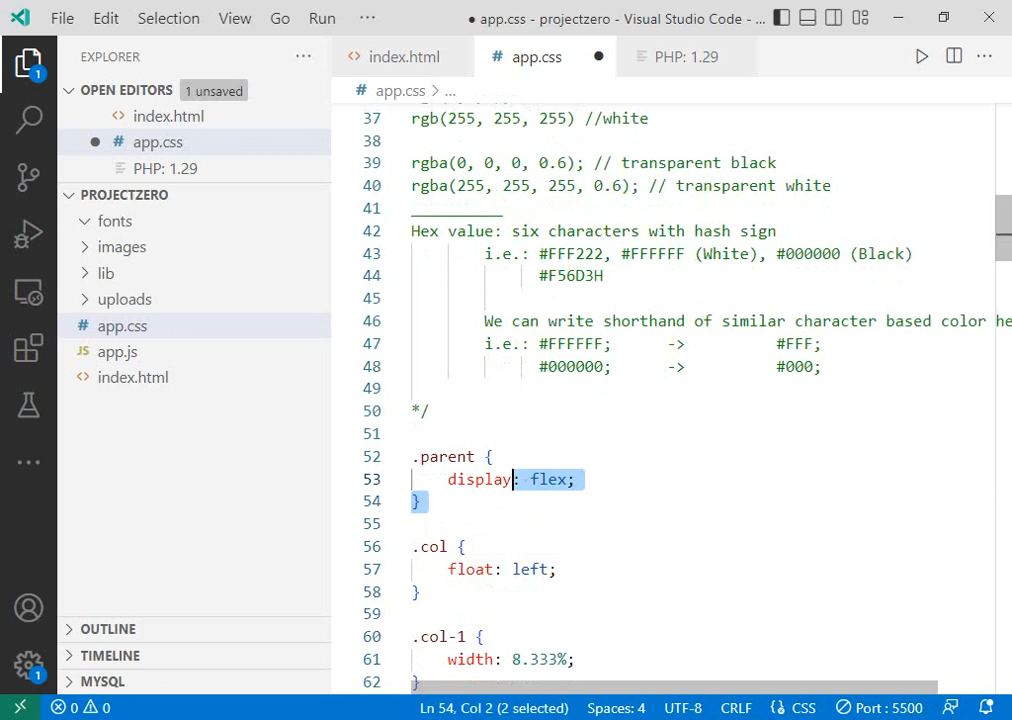 File Edit Selection View Go Run ··· ● app.css - projectzero - Visual Studio Code - ...
EXPLORER ···
index.html app.css ● PHP: 1.29
OPEN EDITORS 1 unsaved
app.css > ...
index.html
● app.css
PHP: 1.29
PROJECTZERO
fonts
images
lib
uploads
app.css
JS app.js
index.html
OUTLINE
TIMELINE
MYSQL
1
1
37 rgb(255, 255, 255) //white
38
39 rgba(0, 0, 0, 0.6); // transparent black
40 rgba(255, 255, 255, 0.6); // transparent white
41 __________
42 Hex value: six characters with hash sign
43 i.e.: #FFF222, #FFFFFF (White), #000000 (Black)
44 #F56D3H
45
46 We can write shorthand of similar character based color he
47 i.e.: #FFFFFF; -> #FFF;
48 #000000; -> #000;
49
50 */
51
52 .parent {
53 display: flex;
54 }
55
56 .col {
57 float: left;
58 }
59
60 .col-1 {
61 width: 8.333%;
62 }
0 0 Ln 54, Col 2 (2 selected) Spaces: 4 UTF-8 CRLF {} CSS Port : 5500